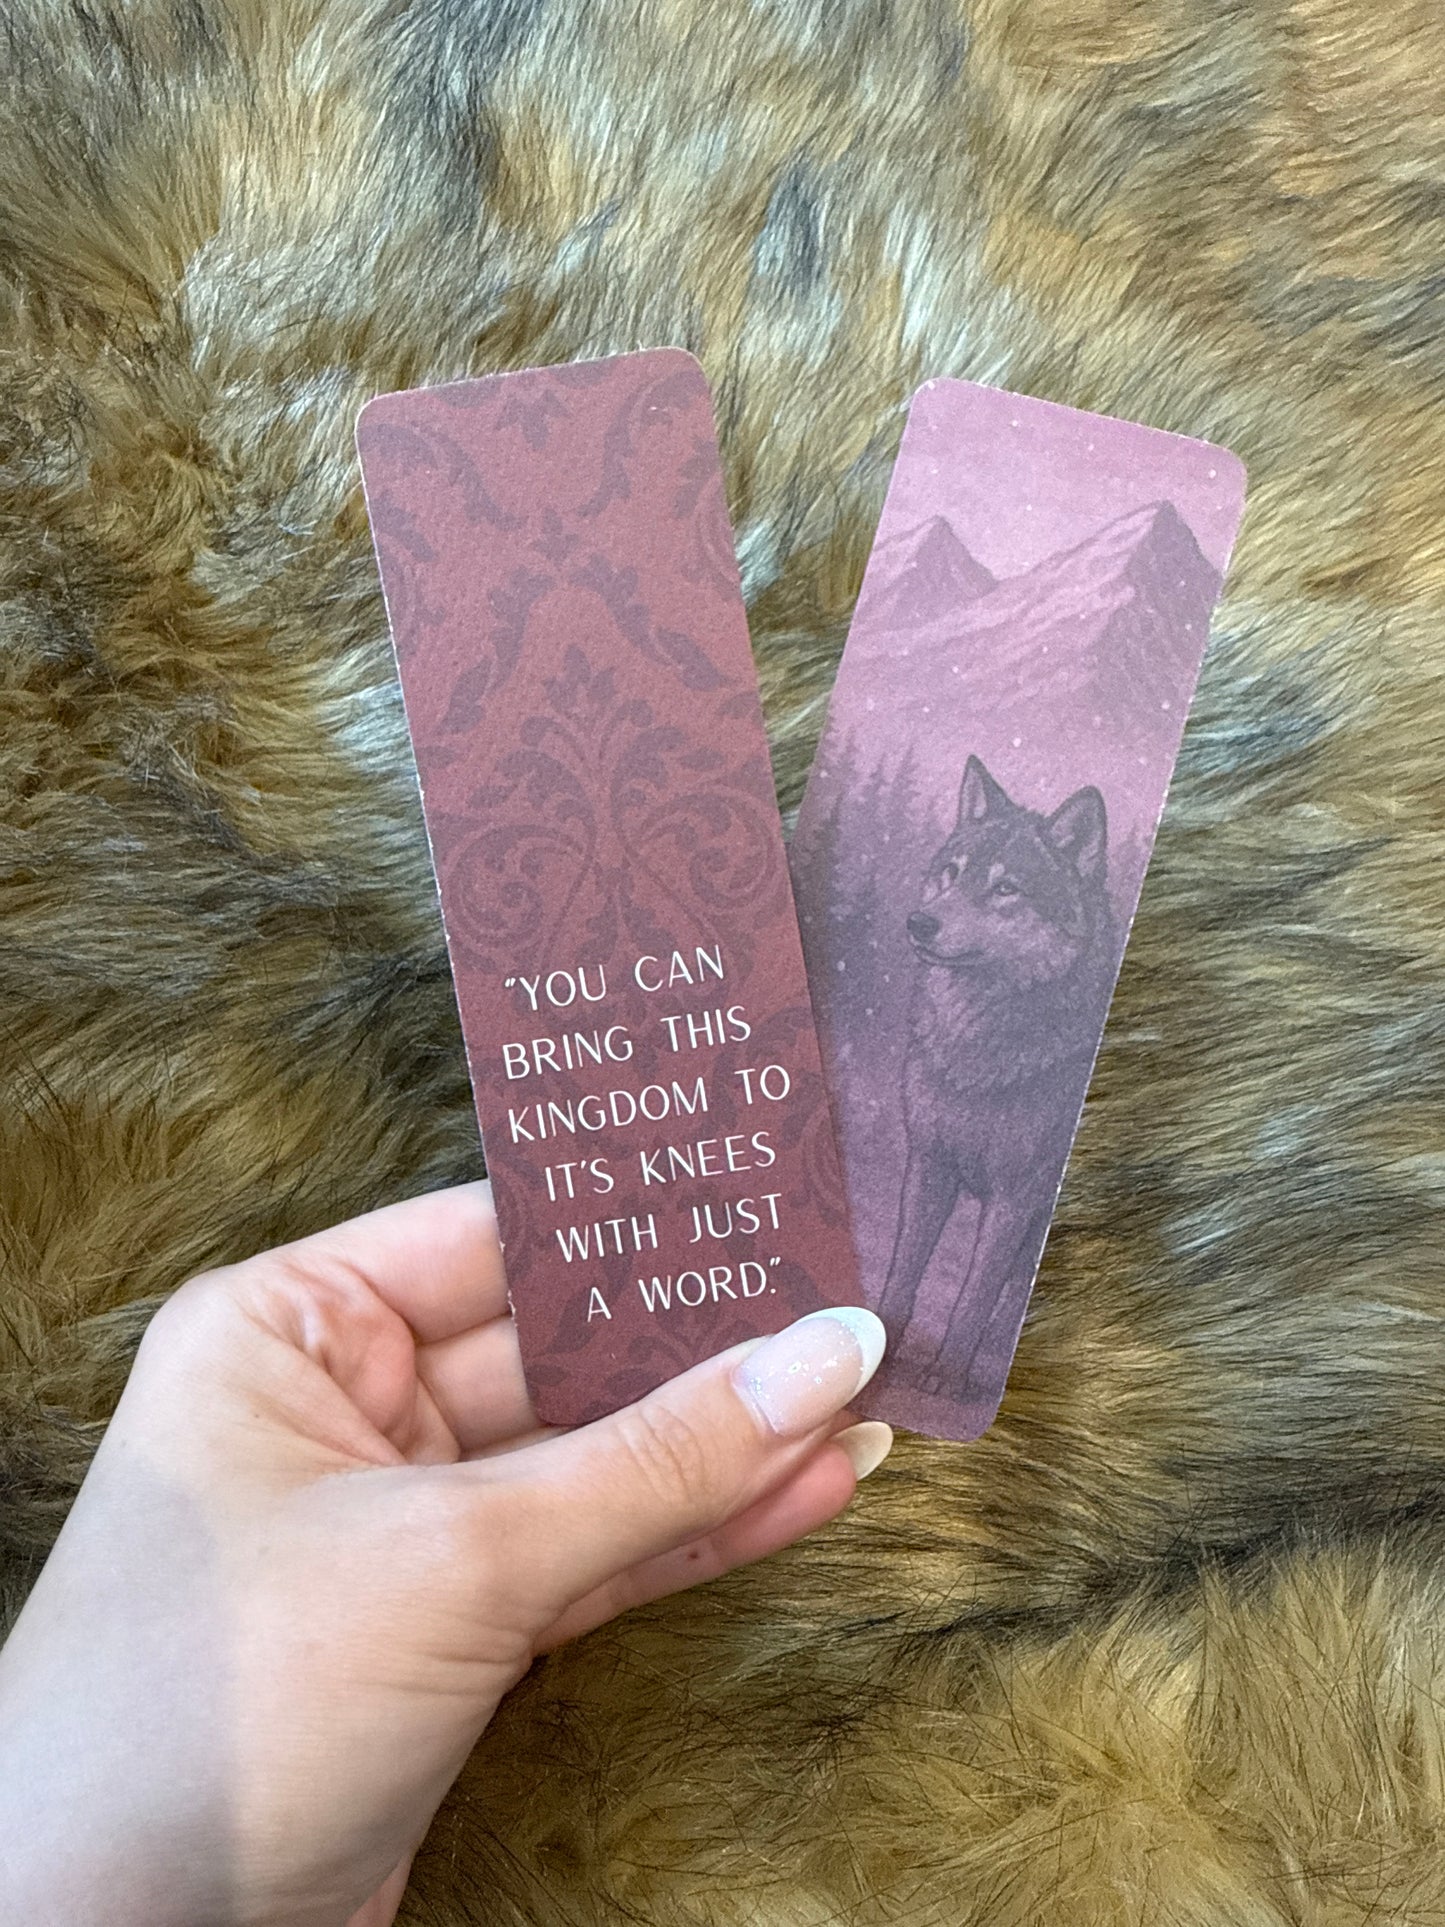 "YOU CAN
BRING THIS
KINGDOM TO
IT'S KNEES
WITH JUST
A WORD."